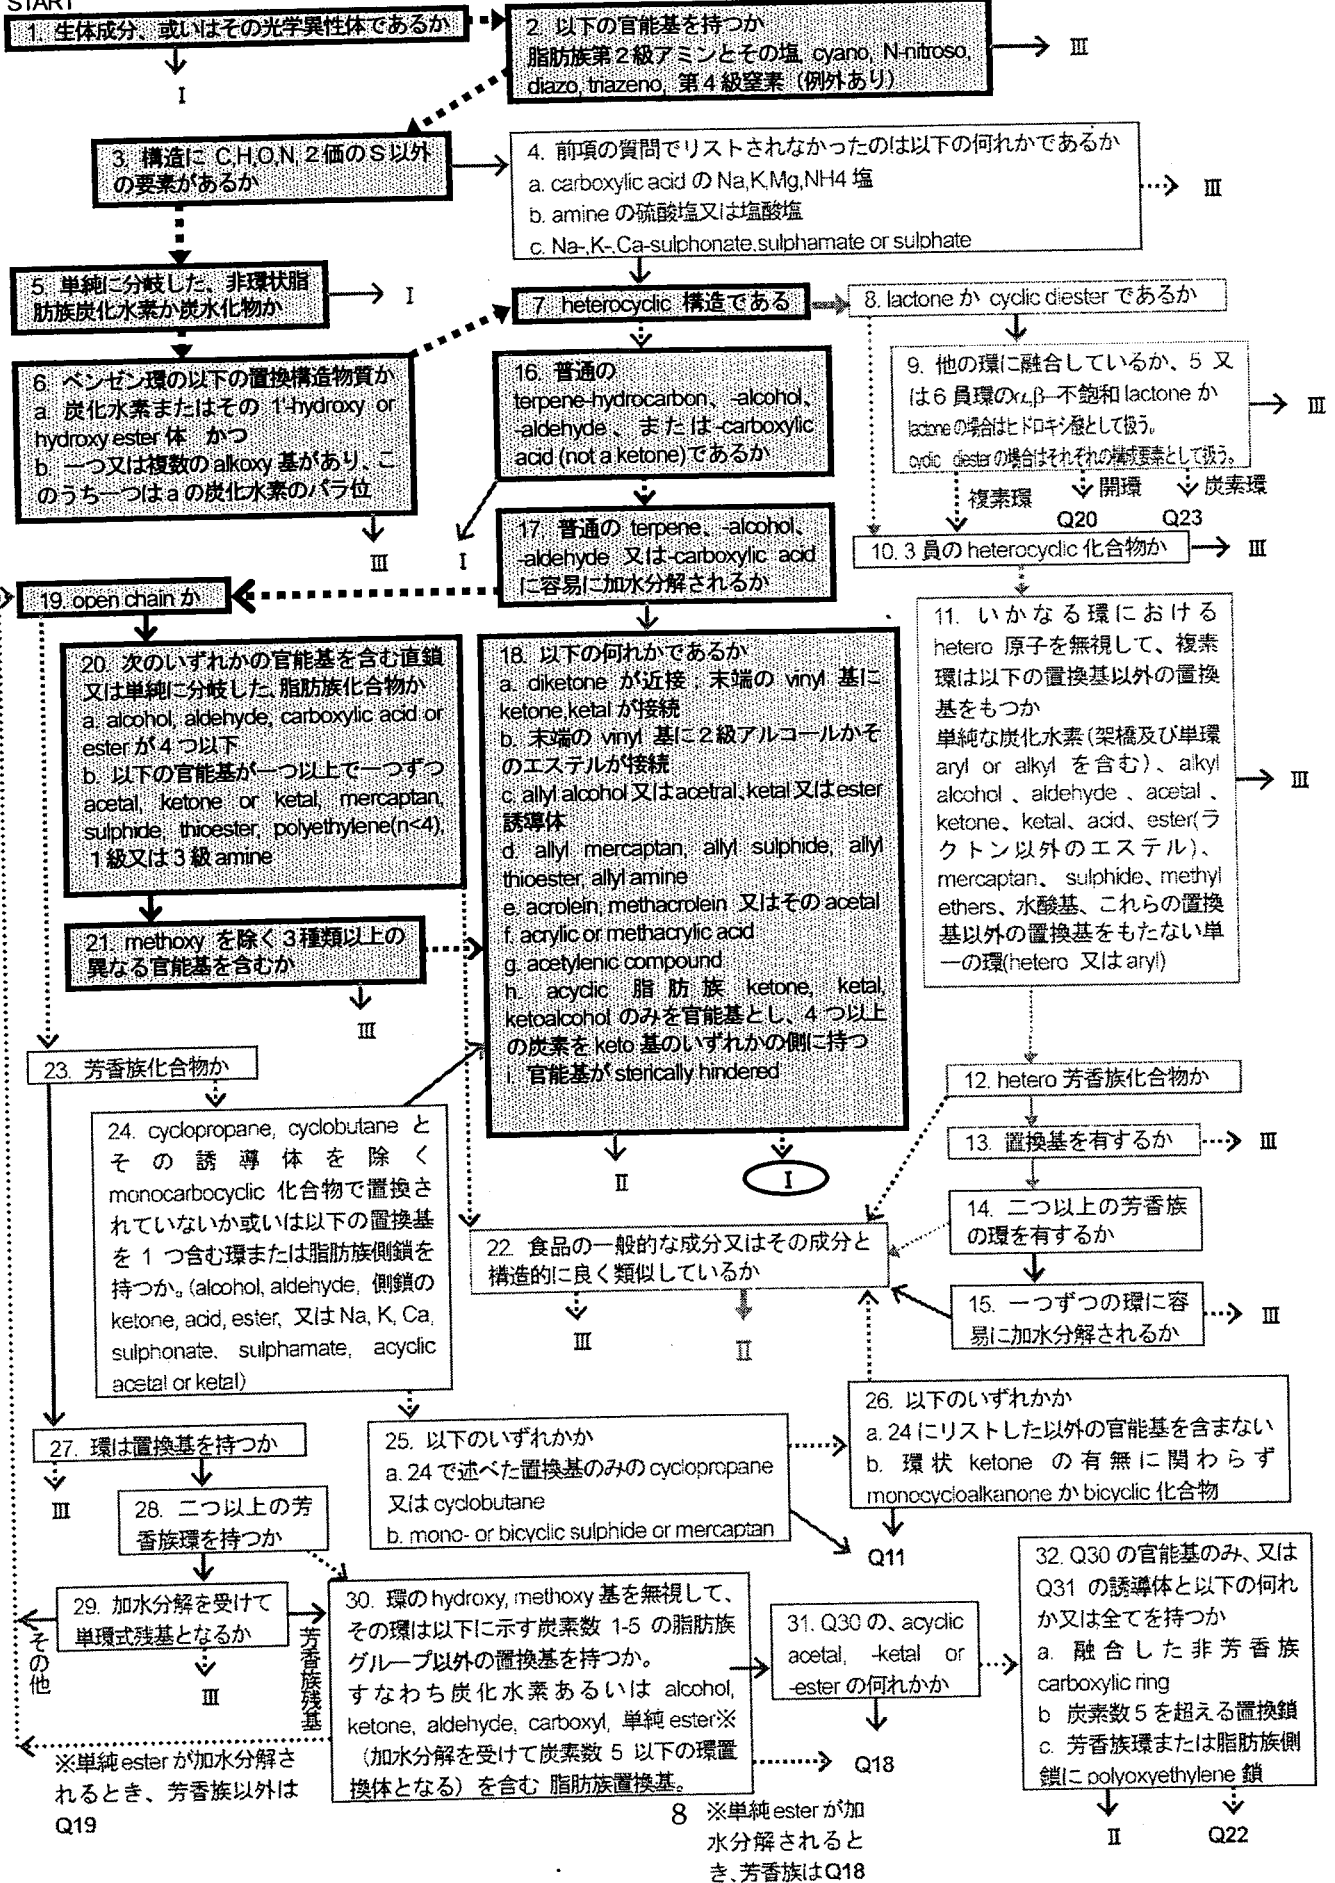 START
1. 生体成分、或いはその光学異性体であるか
I
2. 以下の官能基を持つか
脂肪族第2級アミンとその塩, cyano, N-nitroso,
diazo, triazeno, 第4級窒素（例外あり）
III
3. 構造に C,H,O,N, 2価のS以外
の要素があるか
4. 前項の質問でリストされなかったのは以下の何れかであるか
a. carboxylic acid の Na,K,Mg,NH4 塩
b. amine の硫酸塩又は塩酸塩
c. Na-,K-,Ca-sulphonate,sulphamate or sulphate
III
5. 単純に分岐した、非環状脂
肪族炭化水素か炭水化物か
I
6. ベンゼン環の以下の置換構造物質か
a. 炭化水素またはその 1'-hydroxy or
hydroxy ester 体 かつ
b. 一つ又は複数の alkoxy 基があり、こ
のうち一つは a の炭化水素のパラ位
III
7. heterocyclic 構造である
8. lactone か cyclic diester であるか
9. 他の環に融合しているか、5 又
は6 員環のα,β-不飽和 lactone か
lactone の場合はヒドロキシ酸として扱う。
cyclic diester の場合はそれぞれの構成要素として扱う。
III
複素環
開環
炭素環
Q20
Q23
10. 3 員の heterocyclic 化合物か
III
11. いかなる環における
hetero 原子を無視して、複素
環は以下の置換基以外の置換
基をもつか
単純な炭化水素(架橋及び単環
aryl or alkyl を含む)、alkyl
alcohol 、aldehyde 、acetal 、
ketone、ketal、acid、ester(ラ
クトン以外のエステル)、
mercaptan、 sulphide、methyl
ethers、水酸基、これらの置換
基以外の置換基をもたない単
一の環(hetero 又は aryl)
III
12. hetero 芳香族化合物か
13. 置換基を有するか
III
14. 二つ以上の芳香族
の環を有するか
15. 一つずつの環に容
易に加水分解されるか
III
16. 普通の
terpene-hydrocarbon、-alcohol、
-aldehyde 、または-carboxylic
acid (not a ketone)であるか
I
17. 普通の terpene、-alcohol、
-aldehyde 又は-carboxylic acid
に容易に加水分解されるか
18. 以下の何れかであるか
a. diketone が近接；末端の vinyl 基に
ketone,ketal が接続
b. 末端の vinyl 基に2級アルコールかそ
のエステルが接続
c. allyl alcohol 又は acetral, ketal 又は ester
誘導体
d. allyl mercaptan, allyl sulphide, allyl
thioester, allyl amine
e. acrolein, methacrolein 又はその acetal
f. acrylic or methacrylic acid
g. acetylenic compound
h. acyclic 脂肪族 ketone, ketal,
ketoalcohol のみを官能基とし、4 つ以上
の炭素を keto 基のいずれかの側に持つ
i. 官能基が sterically hindered
II
I
19. open chain か
20. 次のいずれかの官能基を含む直鎖
又は単純に分岐した、脂肪族化合物か
a. alcohol, aldehyde, carboxylic acid or
ester が 4 つ以下
b. 以下の官能基が一つ以上で一つずつ
acetal, ketone or ketal, mercaptan,
sulphide, thioester, polyethylene(n<4),
1級又は3級 amine
21. methoxy を除く3種類以上の
異なる官能基を含むか
III
22. 食品の一般的な成分又はその成分と
構造的に良く類似しているか
III
II
23. 芳香族化合物か
24. cyclopropane, cyclobutane と
その誘導体を除く
monocarbocyclic 化合物で置換さ
れていないか或いは以下の置換基
を 1 つ含む環または脂肪族側鎖を
持つか。(alcohol, aldehyde, 側鎖の
ketone, acid, ester, 又は Na, K, Ca,
sulphonate, sulphamate, acyclic
acetal or ketal)
25. 以下のいずれかか
a. 24 で述べた置換基のみの cyclopropane
又は cyclobutane
b. mono- or bicyclic sulphide or mercaptan
Q11
26. 以下のいずれかか
a. 24 にリストした以外の官能基を含まない
b. 環状 ketone の有無に関わらず
monocycloalkanone か bicyclic 化合物
27. 環は置換基を持つか
III
28. 二つ以上の芳
香族環を持つか
29. 加水分解を受けて
単環式残基となるか
その他
III
芳香族残基
30. 環の hydroxy, methoxy 基を無視して、
その環は以下に示す炭素数 1-5 の脂肪族
グループ以外の置換基を持つか。
すなわち炭化水素あるいは alcohol,
ketone, aldehyde, carboxyl, 単純 ester※
（加水分解を受けて炭素数 5 以下の環置
換体となる）を含む 脂肪族置換基。
31. Q30 の、acyclic
acetal, -ketal or
-ester の何れかか
Q18
32. Q30 の官能基のみ、又は
Q31 の誘導体と以下の何れ
か又は全てを持つか
a. 融合した非芳香族
carboxylic ring
b 炭素数 5 を超える置換鎖
c. 芳香族環または脂肪族側
鎖に polyoxyethylene 鎖
II
Q22
※単純 ester が加水分解さ
れるとき、芳香族以外は
Q19
8
※単純 ester が加
水分解されると
き、芳香族は Q18